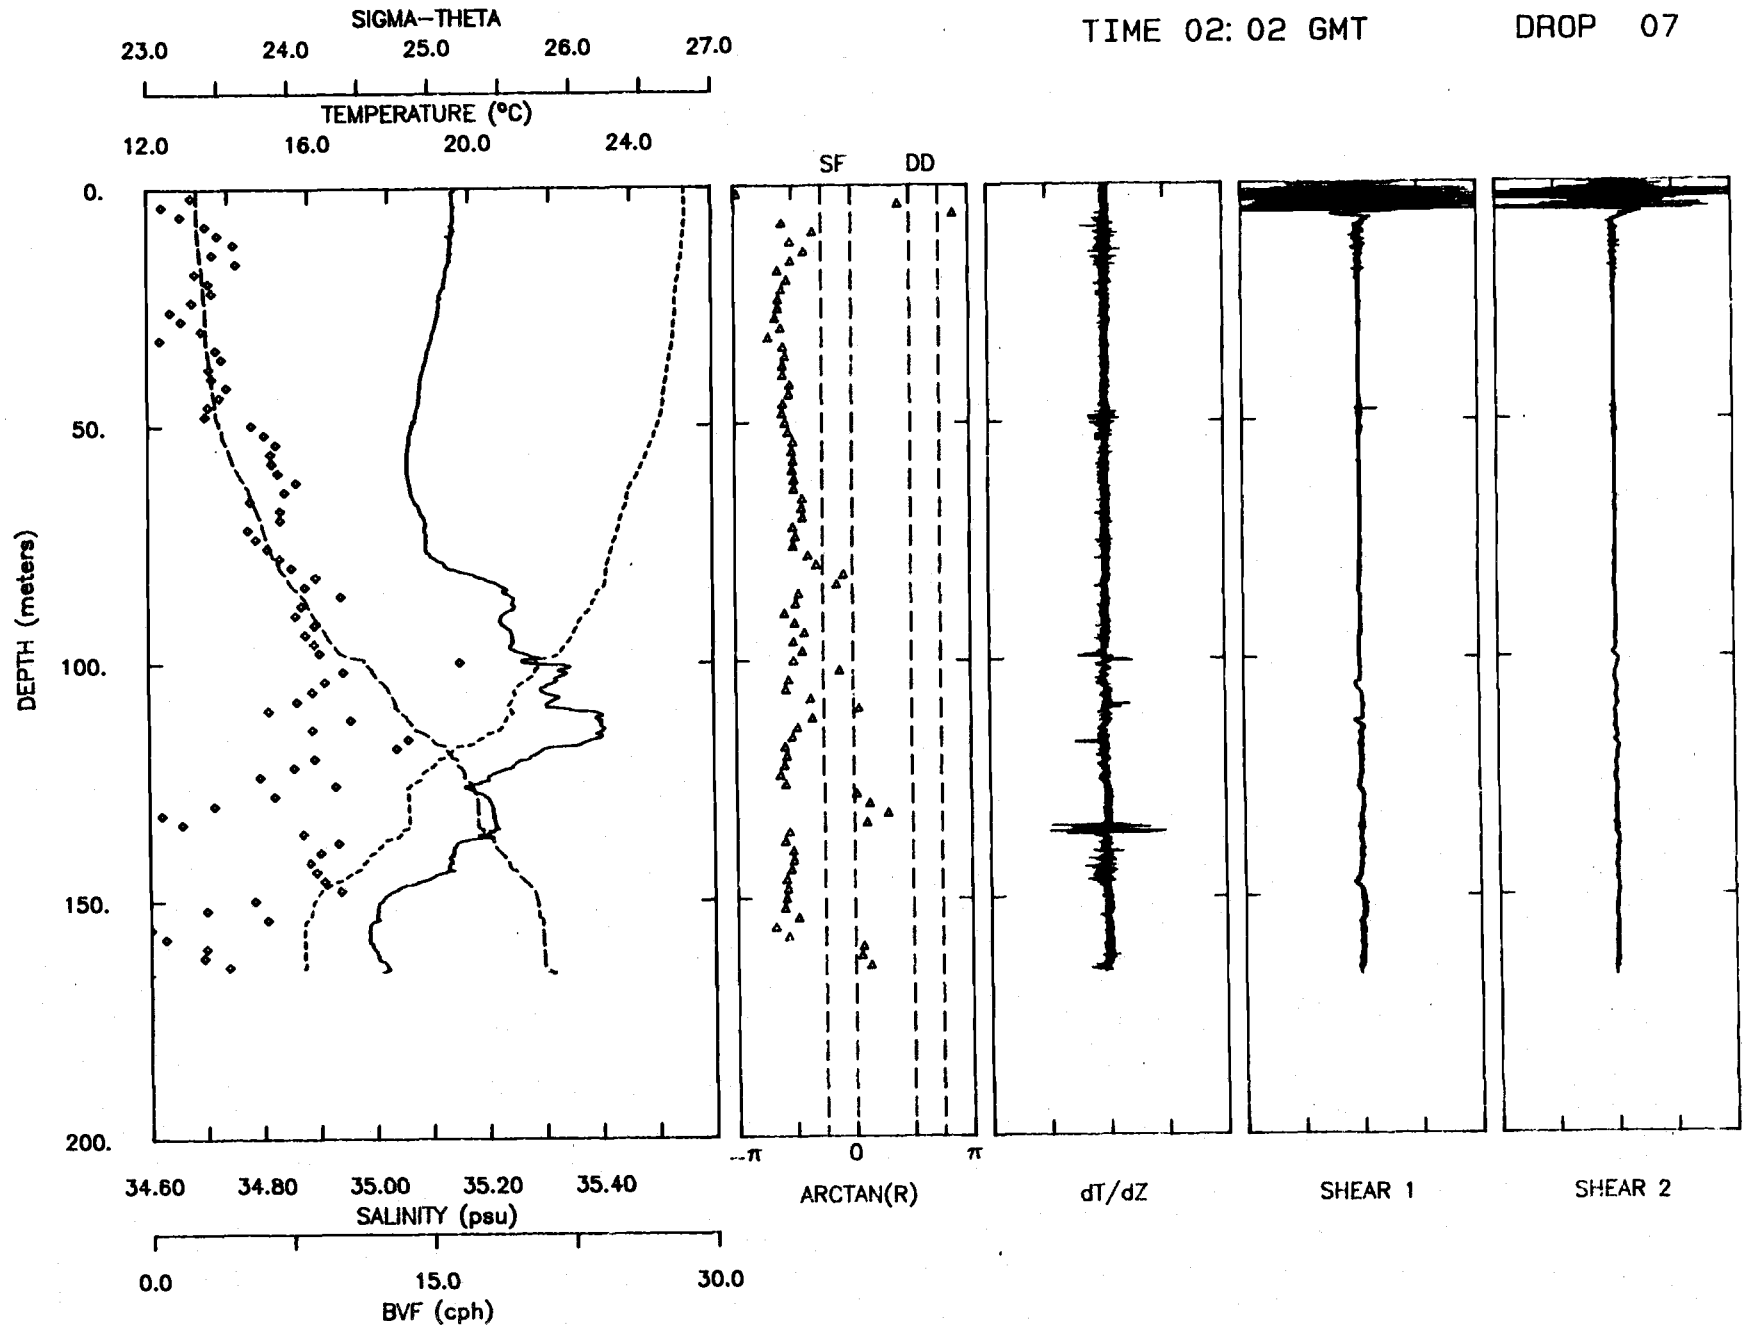 SIGMA-THETA
TIME 02:02 GMT DROP 07
23.0 24.0 25.0 26.0 27.0
TEMPERATURE (°C)
12.0 16.0 20.0 24.0
SF DD
0.
50.
100.
150.
200.
DEPTH (meters)
-π 0 π
34.60 34.80 35.00 35.20 35.40
ARCTAN(R) dT/dZ SHEAR 1 SHEAR 2
SALINITY (psu)
0.0 15.0 30.0
BVF (cph)